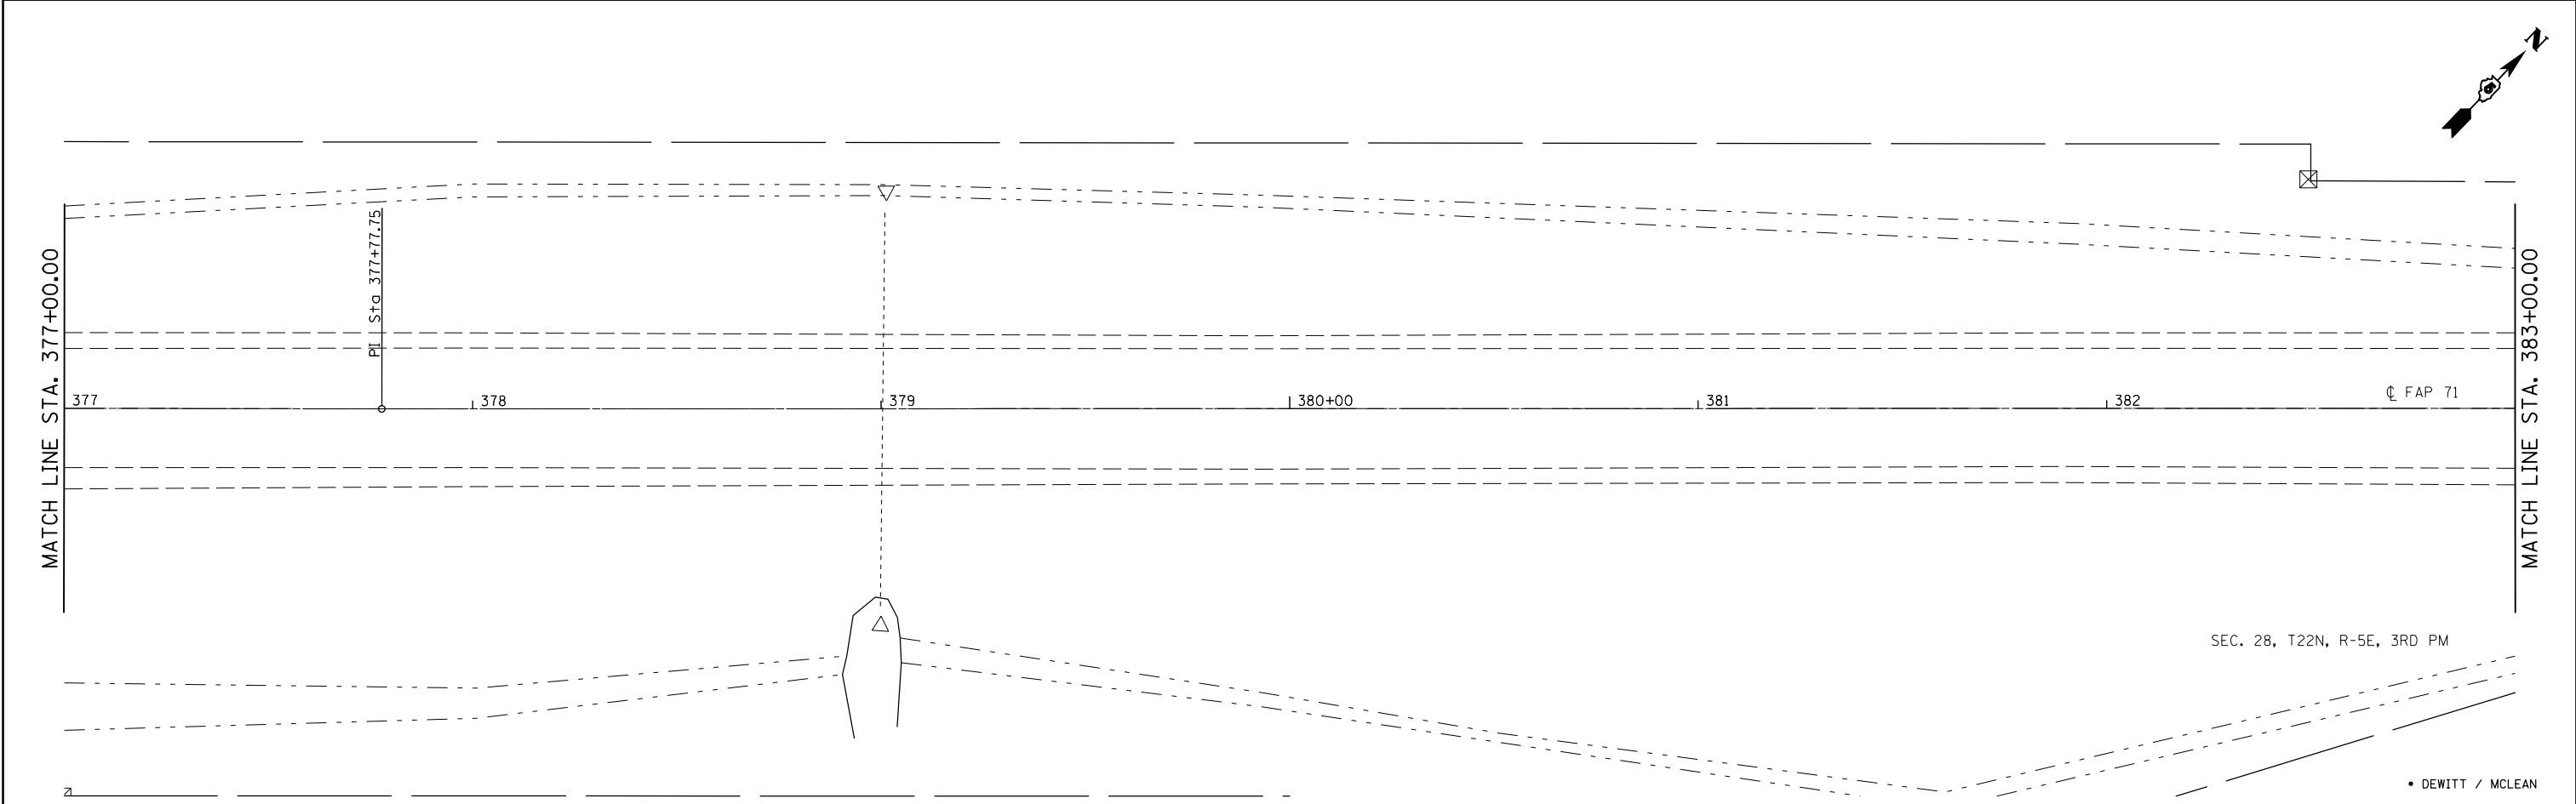 N
MATCH LINE STA. 377+00.00
PI Sta 377+77.75
377
378
379
380+00
381
382
℄ FAP 71
MATCH LINE STA. 383+00.00
SEC. 28, T22N, R-5E, 3RD PM
• DEWITT / MCLEAN